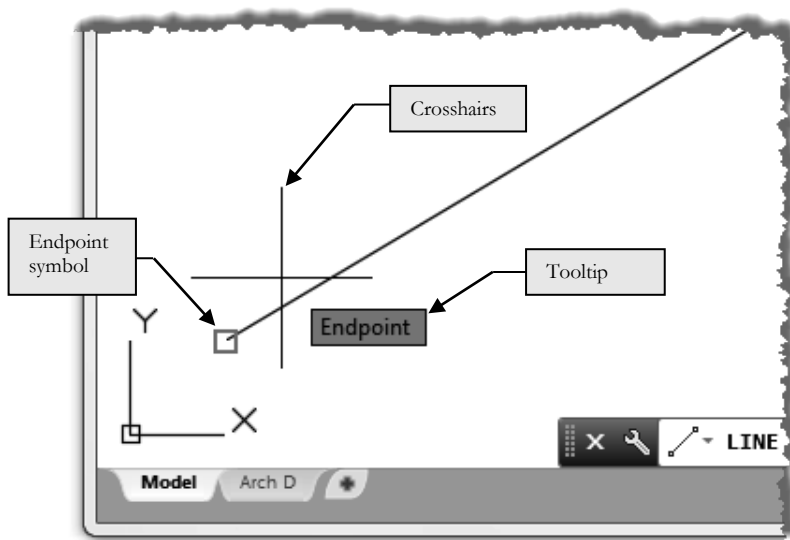 Crosshairs
Endpoint
symbol
Tooltip
Endpoint
Y
X
X
LINE
Model
Arch D